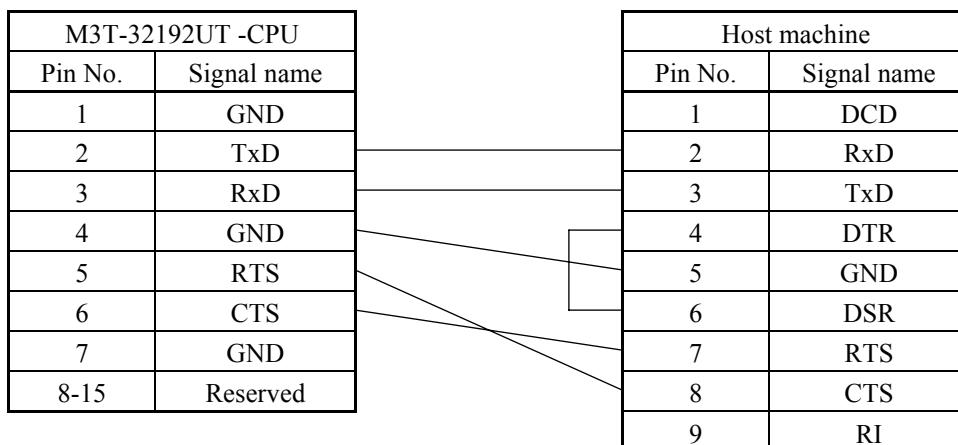 M3T-32192UT -CPU
Pin No. Signal name
1 GND
2 TxD
3 RxD
4 GND
5 RTS
6 CTS
7 GND
8-15 Reserved
Host machine
Pin No. Signal name
1 DCD
2 RxD
3 TxD
4 DTR
5 GND
6 DSR
7 RTS
8 CTS
9 RI